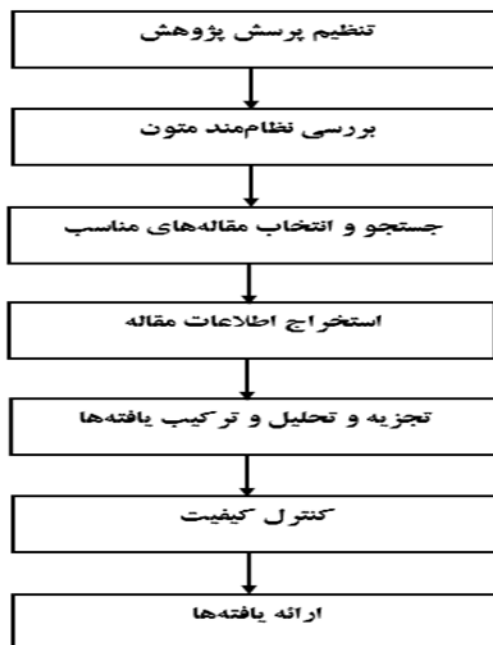 تنظیم پرسش پژوهش
بررسی نظام‌مند متون
جستجو و انتخاب مقاله‌های مناسب
استخراج اطلاعات مقاله
تجزیه و تحلیل و ترکیب یافته‌ها
کنترل کیفیت
ارائه یافته‌ها